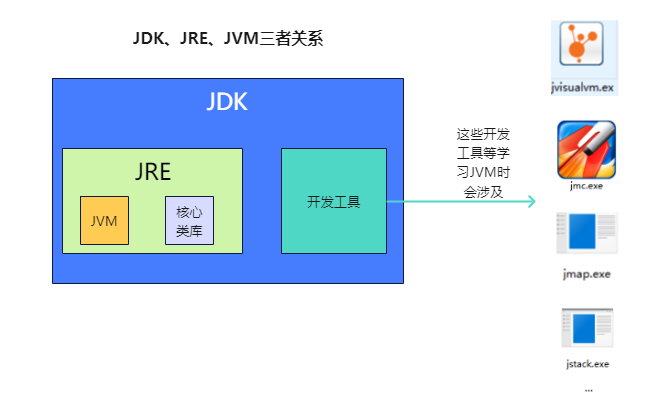 JDK、JRE、JVM三者关系
JDK
JRE
JVM
核心
类库
开发工具
这些开发
工具等学
习JVM时
会涉及
jvisualvm.ex
jmc.exe
jmap.exe
jstack.exe
...